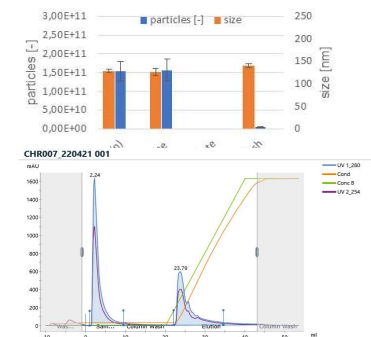 particles [-] size
3,00E+11
2,50E+11
2,00E+11
1,50E+11
1,00E+11
5,00E+10
0,00E+00
particles [-]
250
200
150
100
50
0
size [nm]
CHR007_220421 001
mAU
1600
1400
1200
1000
800
600
400
200
0
2,24
23,79
UV 1_280
Cond
Conc B
UV 2_254
Was... Sam... Column Wash Elution Column Wash
ml